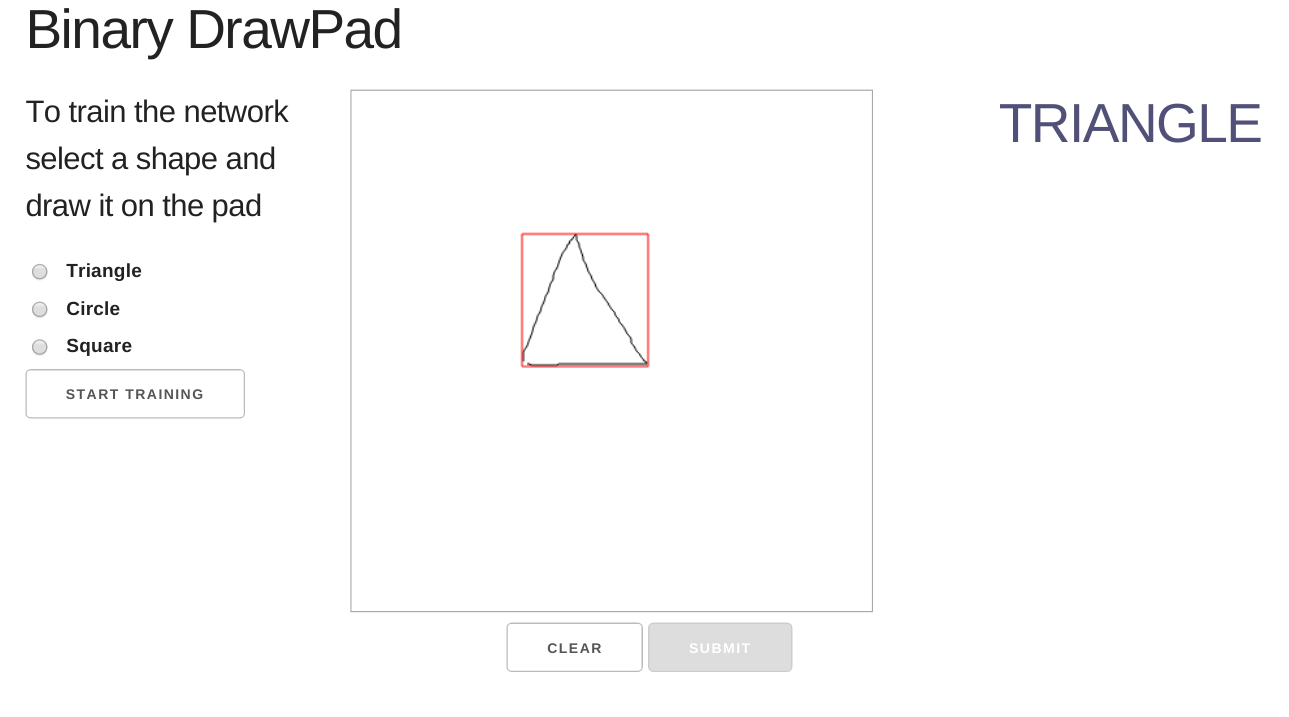 Binary DrawPad
To train the network
select a shape and
draw it on the pad
Triangle
Circle
Square
START TRAINING
TRIANGLE
CLEAR
SUBMIT